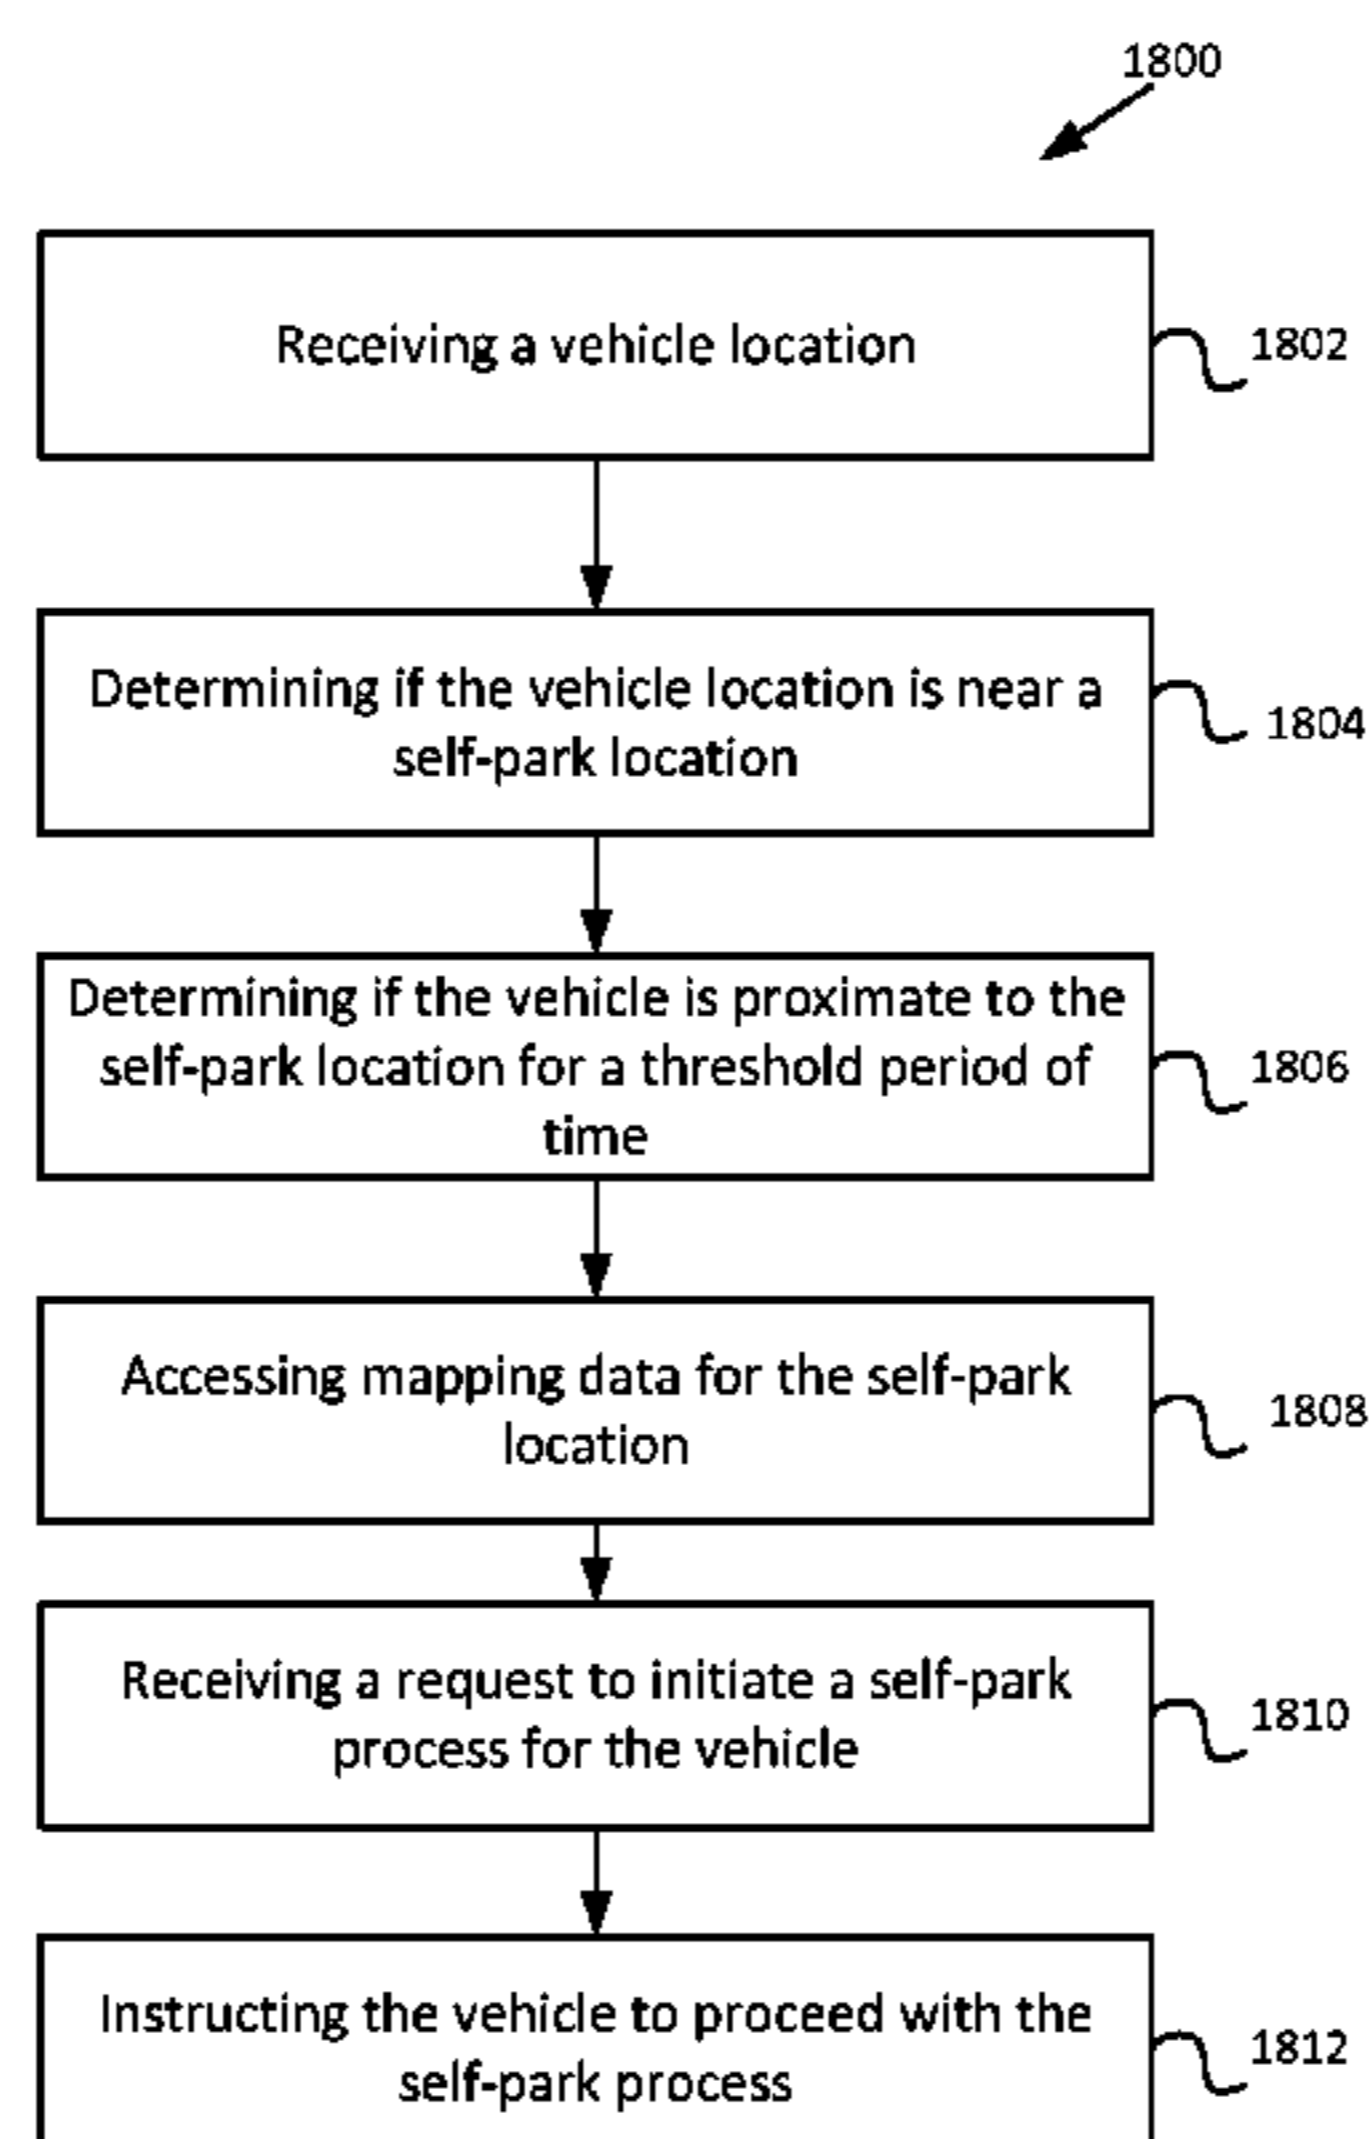 1800
Receiving a vehicle location
1802
Determining if the vehicle location is near a
self-park location
1804
Determining if the vehicle is proximate to the
self-park location for a threshold period of
time
1806
Accessing mapping data for the self-park
location
1808
Receiving a request to initiate a self-park
process for the vehicle
1810
Instructing the vehicle to proceed with the
self-park process
1812